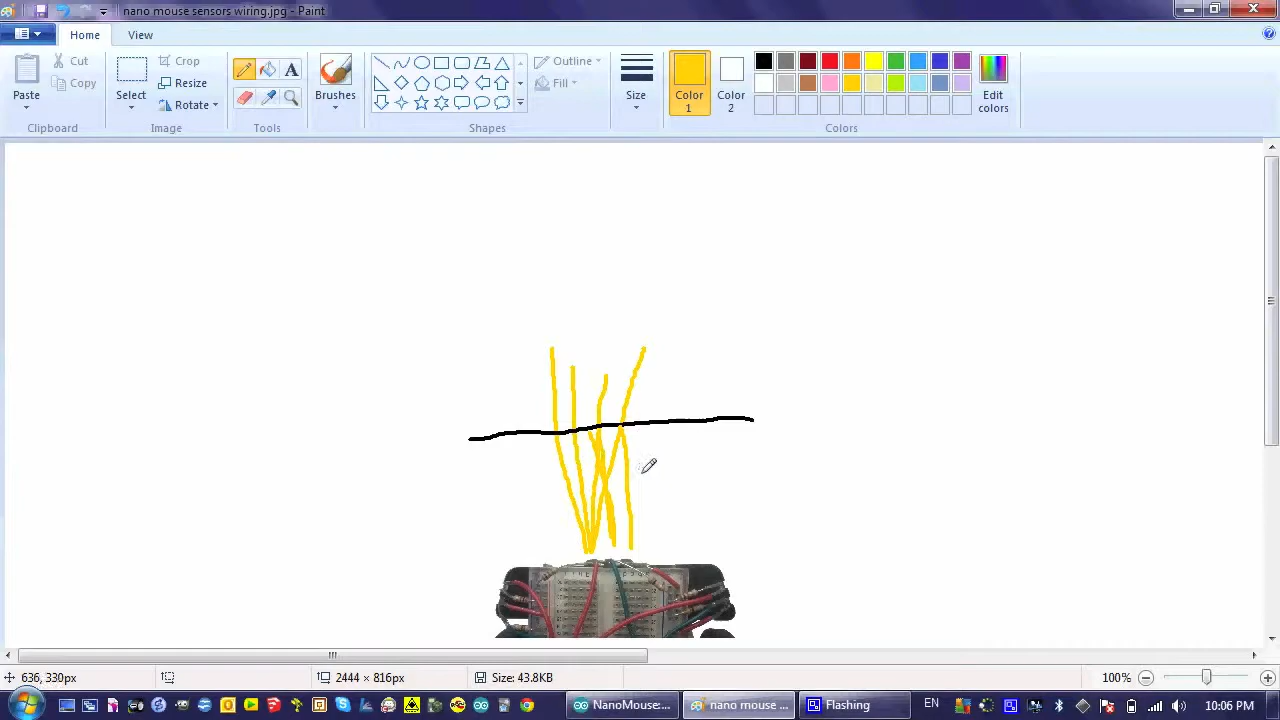 nano mouse sensors wiring.jpg - Paint
Home
View
Paste
Cut
Copy
Clipboard
Select
Crop
Resize
Rotate
Image
A
Tools
Brushes
Outline
Fill
Shapes
Size
Color 1
Color 2
Edit colors
Colors
636, 330px
2444 × 816px
Size: 43.8KB
100%
NanoMouse:...
nano mouse ...
Flashing
EN
10:06 PM